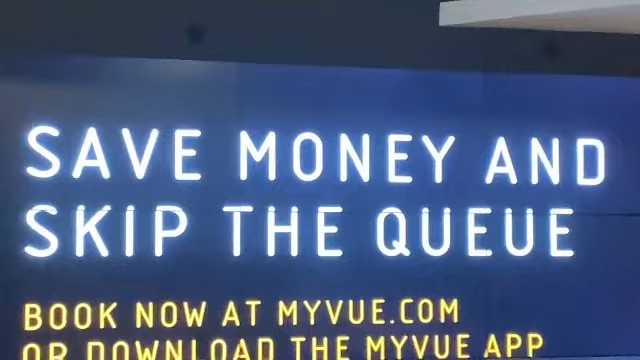 SAVE MONEY AND
SKIP THE QUEUE
BOOK NOW AT MYVUE.COM
OR DOWNLOAD THE MYVUE APP